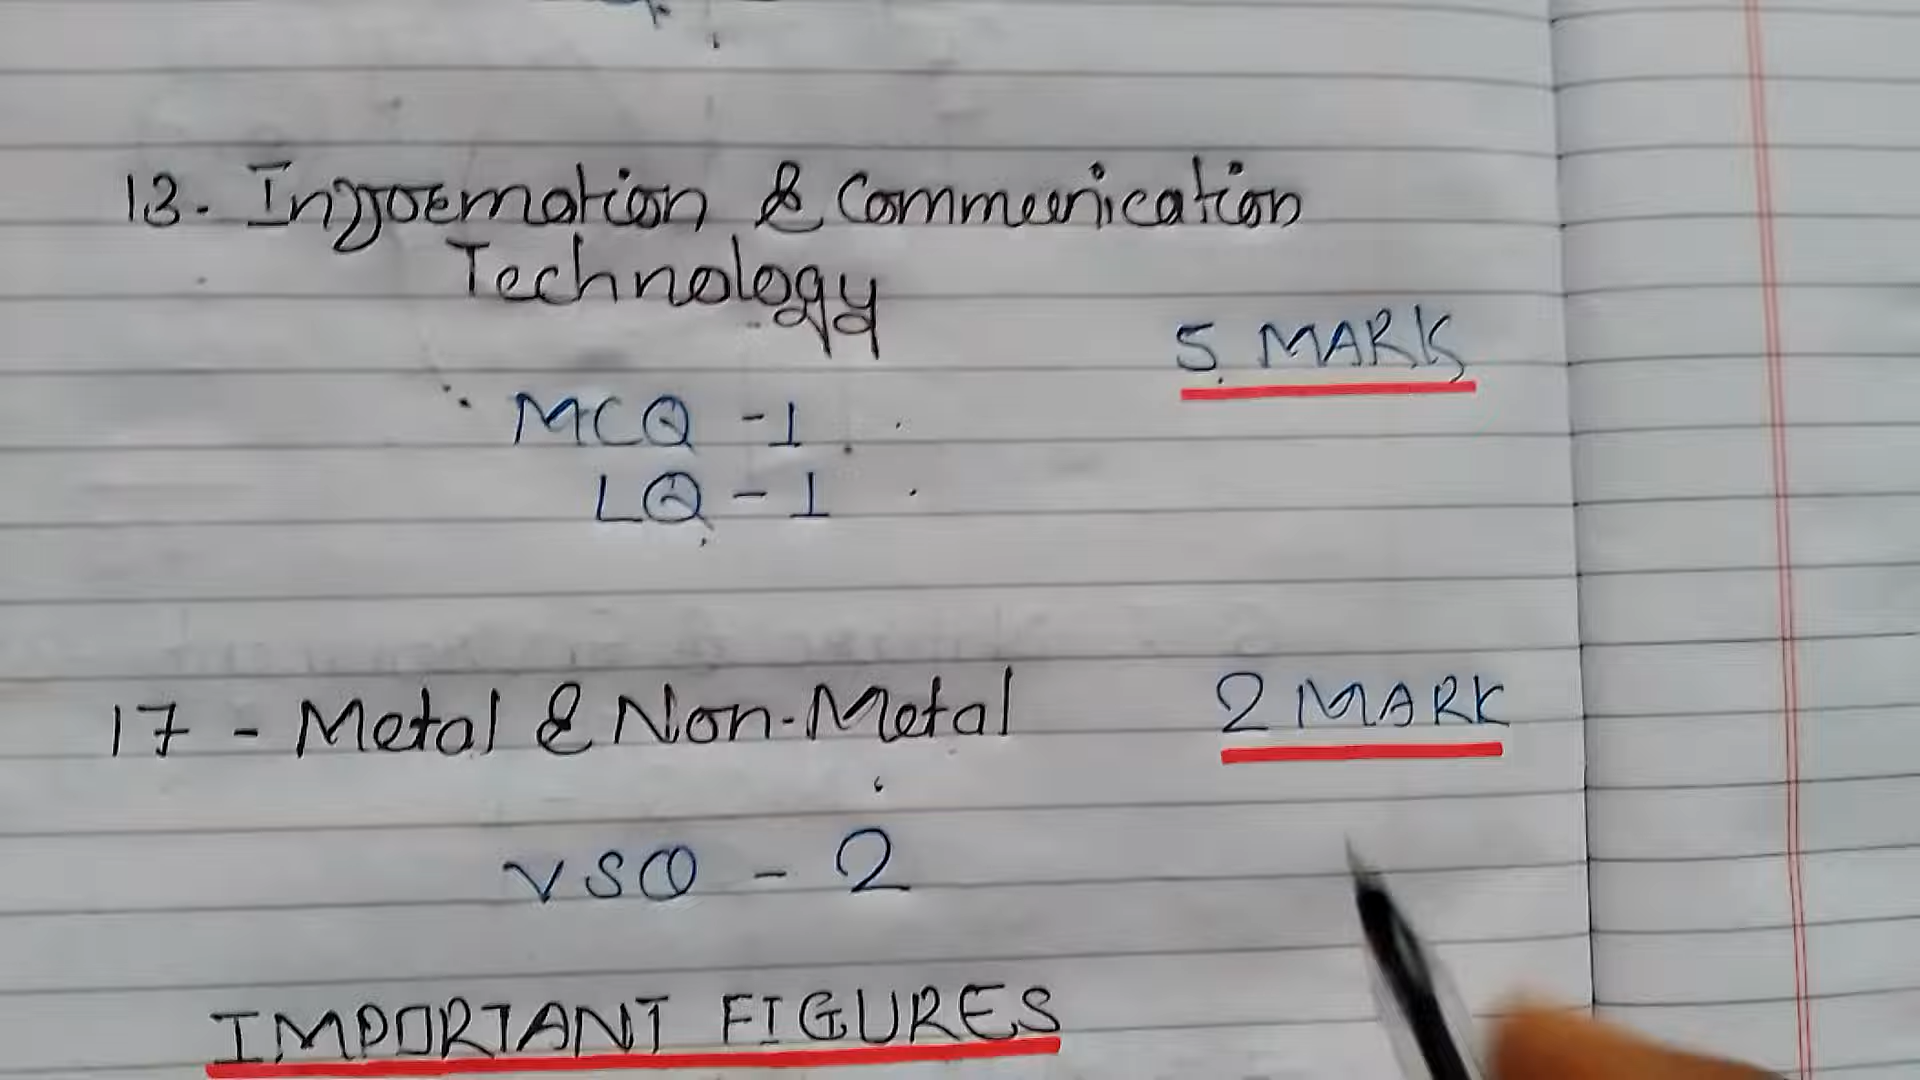 13. Information & Communication
Technology
5 MARK
MCQ - 1
LQ - 1
17 - Metal & Non-Metal
2 MARK
VSQ - 2
IMPORTANT FIGURES